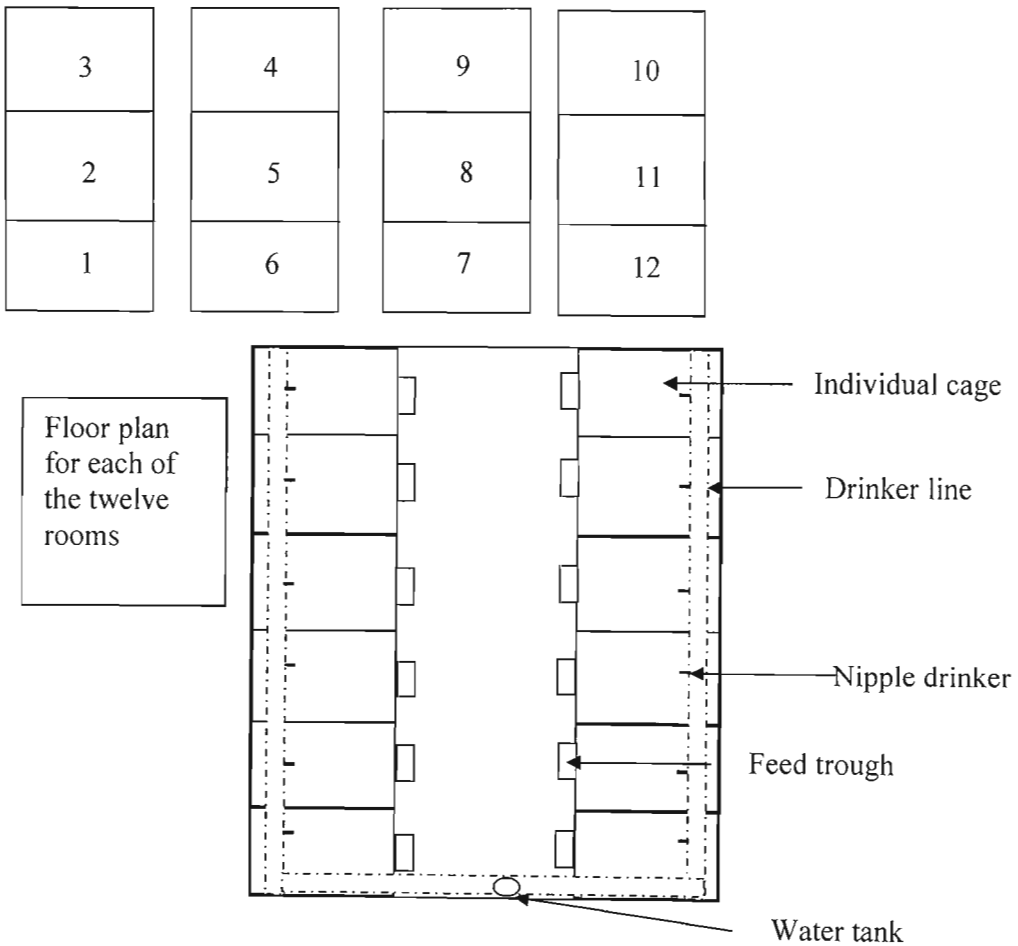 3 4 9 10
2 5 8 11
1 6 7 12
Individual cage
Floor plan
for each of
the twelve
rooms
Drinker line
Nipple drinker
Feed trough
Water tank